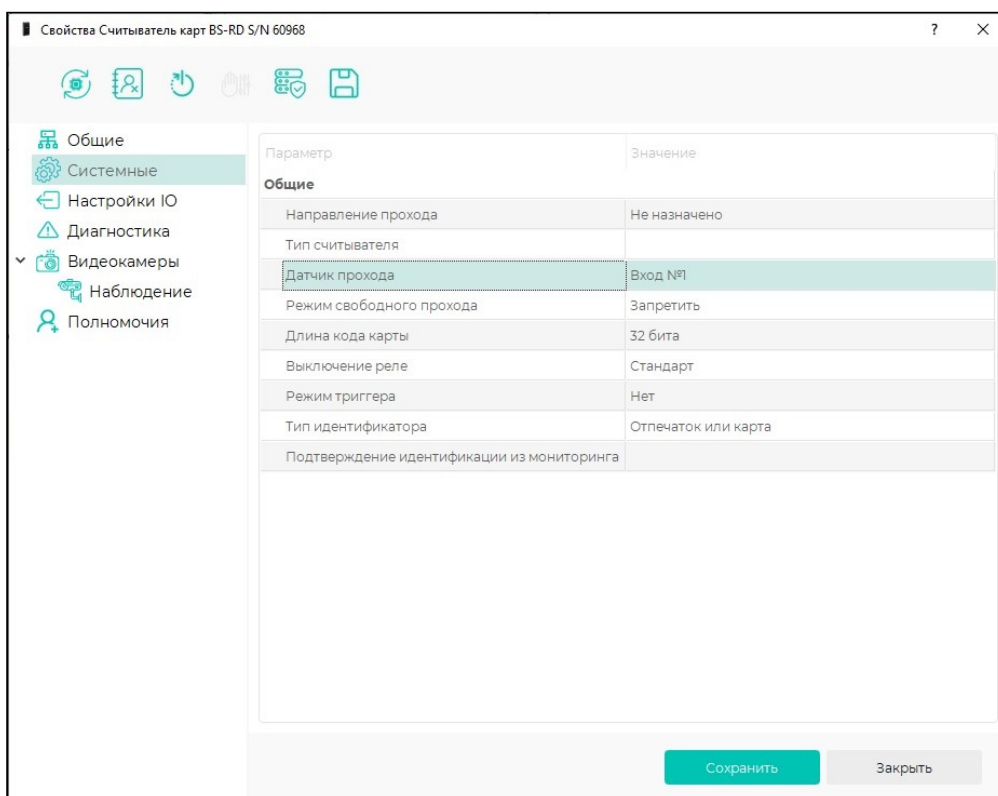 Свойства Считыватель карт BS-RD S/N 60968
?
Общие
Системные
Настройки IO
Диагностика
Видеокамеры
Наблюдение
Полномочия
Параметр Значение
Общие
Направление прохода Не назначено
Тип считывателя
Датчик прохода Вход №1
Режим свободного прохода Запретить
Длина кода карты 32 бита
Выключение реле Стандарт
Режим триггера Нет
Тип идентификатора Отпечаток или карта
Подтверждение идентификации из мониторинга
Сохранить Закрыть